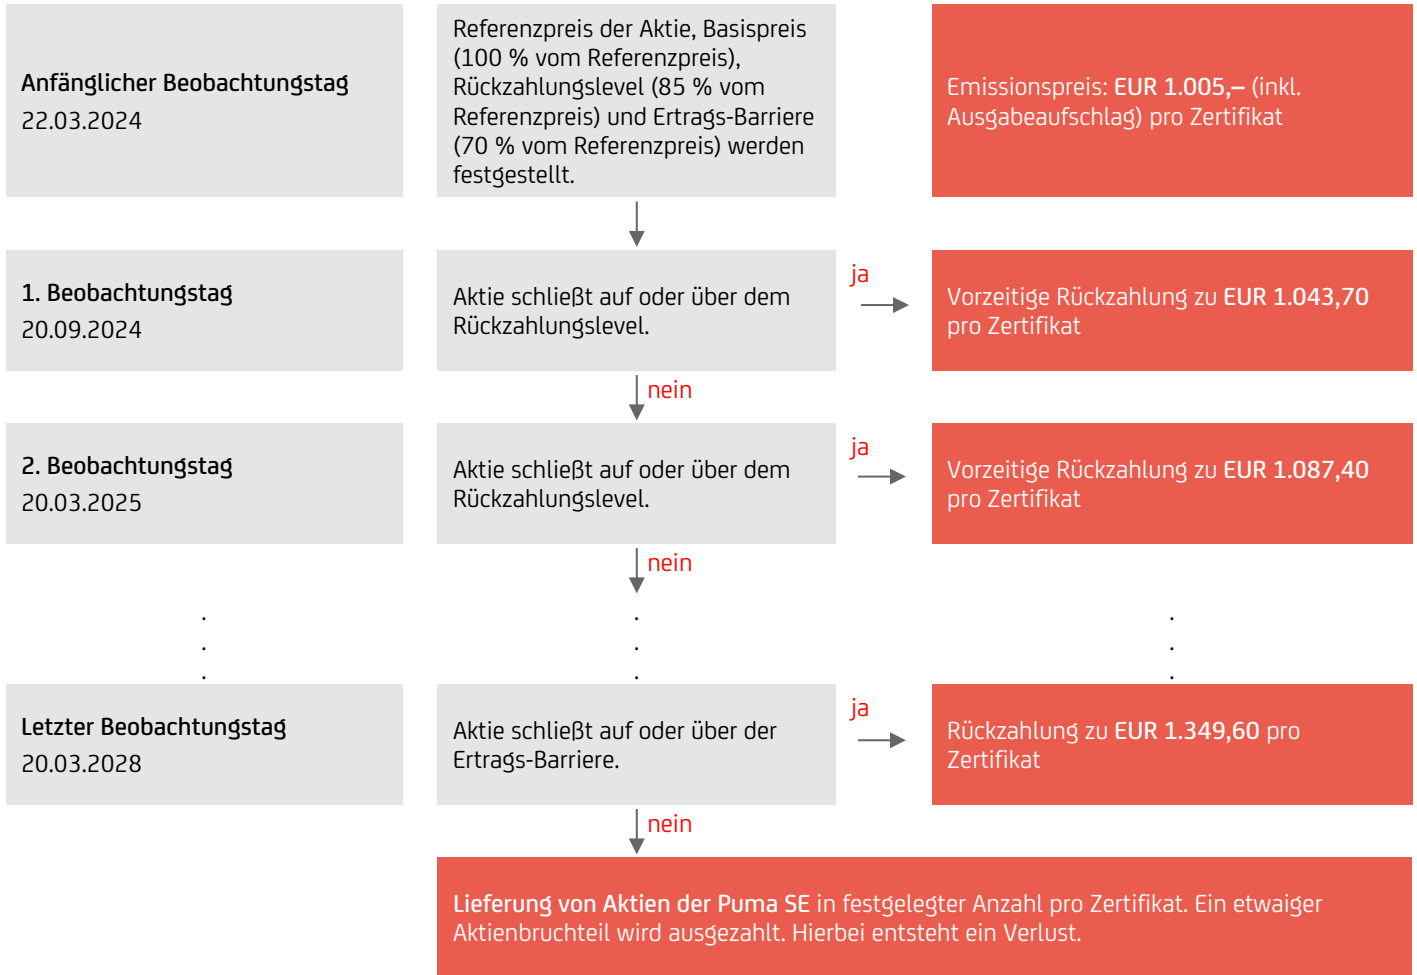 Anfänglicher Beobachtungstag
22.03.2024
Referenzpreis der Aktie, Basispreis
(100 % vom Referenzpreis),
Rückzahlungslevel (85 % vom
Referenzpreis) und Ertrags-Barriere
(70 % vom Referenzpreis) werden
festgestellt.
Emissionspreis: EUR 1.005,– (inkl.
Ausgabeaufschlag) pro Zertifikat
1. Beobachtungstag
20.09.2024
Aktie schließt auf oder über dem
Rückzahlungslevel.
ja
Vorzeitige Rückzahlung zu EUR 1.043,70
pro Zertifikat
nein
2. Beobachtungstag
20.03.2025
Aktie schließt auf oder über dem
Rückzahlungslevel.
ja
Vorzeitige Rückzahlung zu EUR 1.087,40
pro Zertifikat
nein
Letzter Beobachtungstag
20.03.2028
Aktie schließt auf oder über der
Ertrags-Barriere.
ja
Rückzahlung zu EUR 1.349,60 pro
Zertifikat
nein
Lieferung von Aktien der Puma SE in festgelegter Anzahl pro Zertifikat. Ein etwaiger
Aktienbruchteil wird ausgezahlt. Hierbei entsteht ein Verlust.